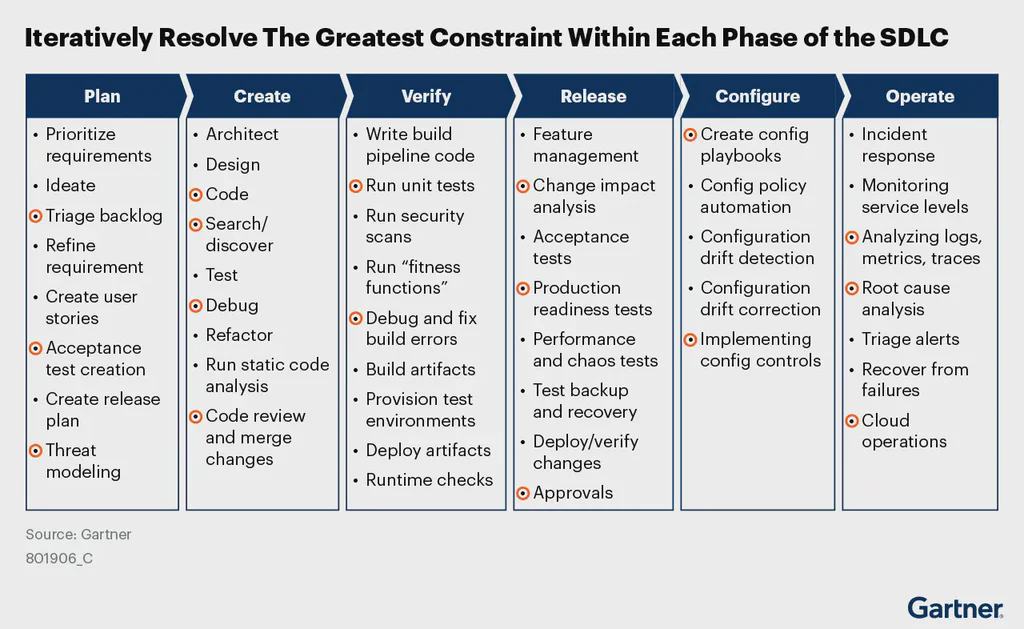 Iteratively Resolve The Greatest Constraint Within Each Phase of the SDLC
Plan
• Prioritize
requirements
• Ideate
• Triage backlog
• Refine
requirement
• Create user
stories
• Acceptance
test creation
• Create release
plan
• Threat
modeling
Create
• Architect
• Design
• Code
• Search/
discover
• Test
• Debug
• Refactor
• Run static code
analysis
• Code review
and merge
changes
Verify
• Write build
pipeline code
• Run unit tests
• Run security
scans
• Run “fitness
functions”
• Debug and fix
build errors
• Build artifacts
• Provision test
environments
• Deploy artifacts
• Runtime checks
Release
• Feature
management
• Change impact
analysis
• Acceptance
tests
• Production
readiness tests
• Performance
and chaos tests
• Test backup
and recovery
• Deploy/verify
changes
• Approvals
Configure
• Create config
playbooks
• Config policy
automation
• Configuration
drift detection
• Configuration
drift correction
• Implementing
config controls
Operate
• Incident
response
• Monitoring
service levels
• Analyzing logs,
metrics, traces
• Root cause
analysis
• Triage alerts
• Recover from
failures
• Cloud
operations
Source: Gartner
801906_C
Gartner®